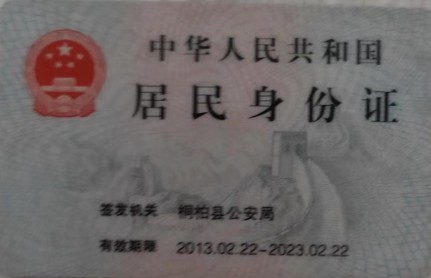 中华人民共和国
居民身份证
签发机关 桐柏县公安局
有效期限 2013.02.22-2023.02.22